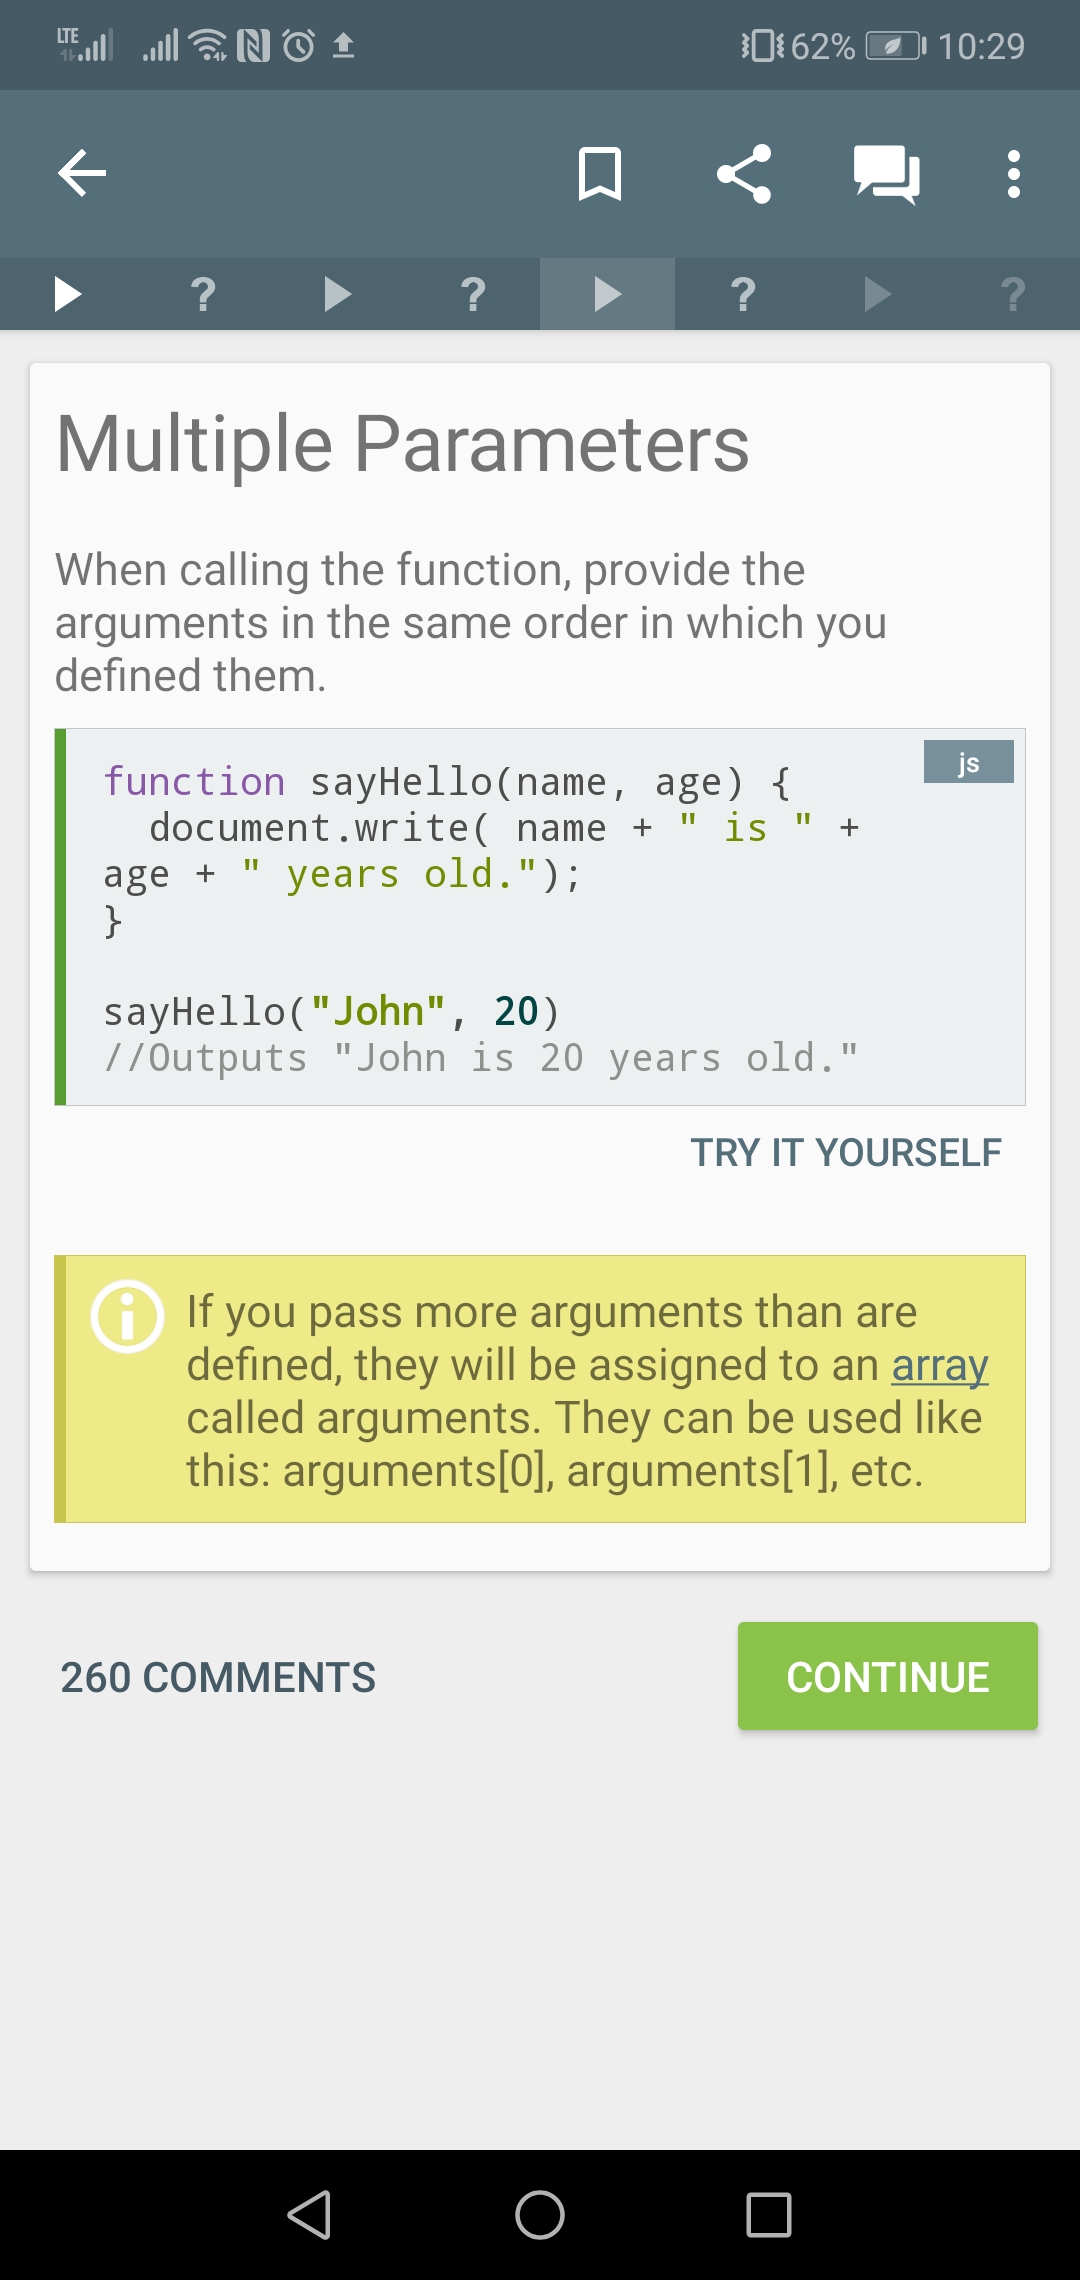 LTE 62% 10:29
? ? ? ?
Multiple Parameters
When calling the function, provide the
arguments in the same order in which you
defined them.
js
function sayHello(name, age) {
  document.write( name + " is " +
age + " years old.");
}
sayHello("John", 20)
//Outputs "John is 20 years old."
TRY IT YOURSELF
If you pass more arguments than are
defined, they will be assigned to an array
called arguments. They can be used like
this: arguments[0], arguments[1], etc.
260 COMMENTS
CONTINUE